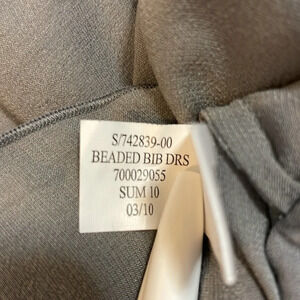 S/742839-00
BEADED BIB DRS
700029055
SUM 10
03/10